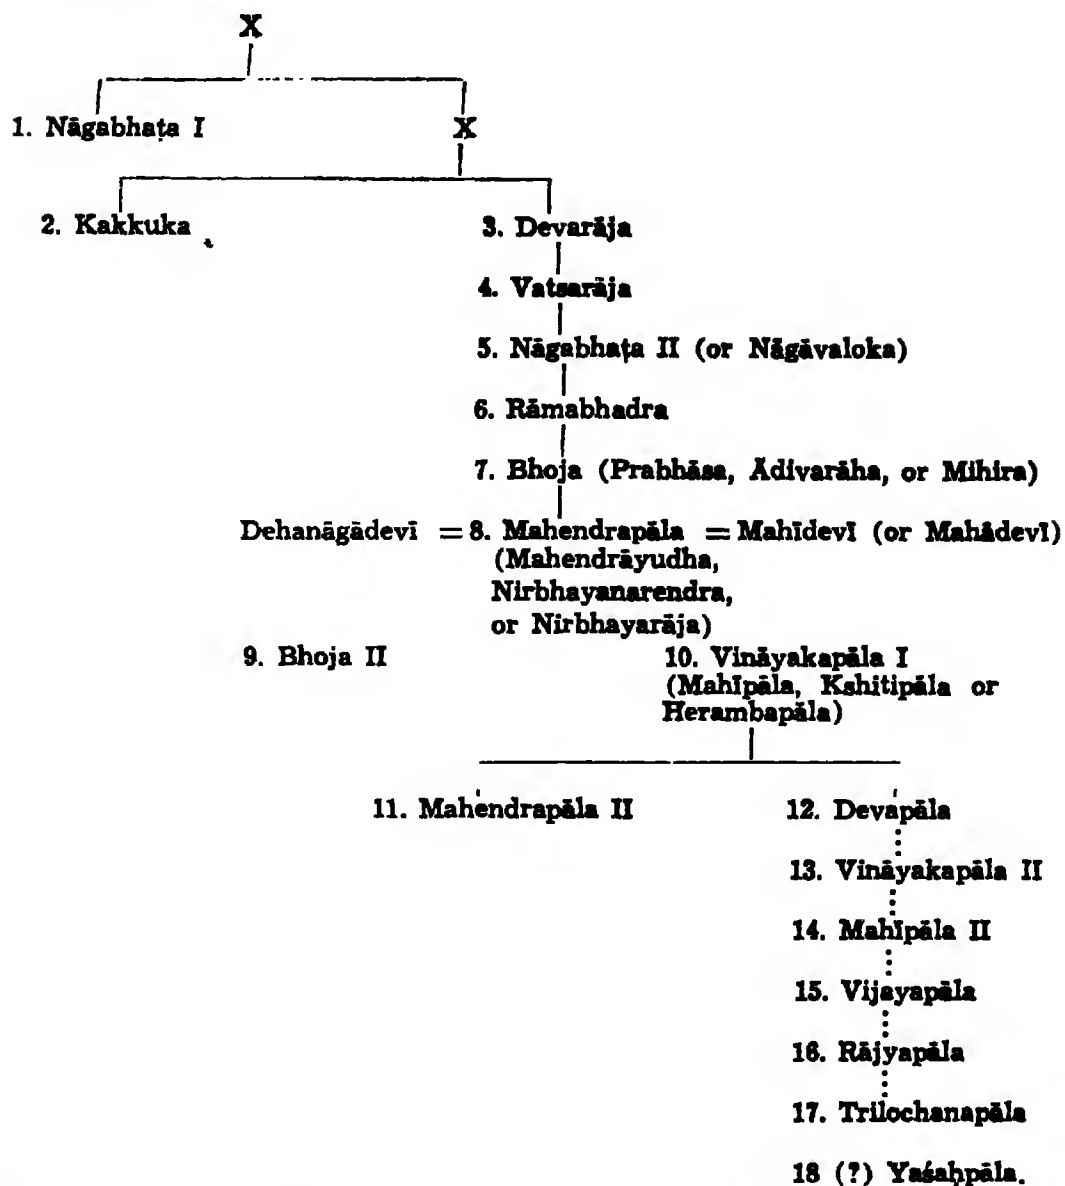 X
1. Nāgabhaṭa I X
2. Kakkuka 3. Devarāja
4. Vatsarāja
5. Nāgabhaṭa II (or Nāgāvaloka)
6. Rāmabhadra
7. Bhoja (Prabhāsa, Ādivarāha, or Mihira)
Dehanāgādevī = 8. Mahendrapāla = Mahīdevī (or Mahādevī)
(Mahendrāyudha,
Nirbhayanarendra,
or Nirbhayarāja)
9. Bhoja II 10. Vināyakapāla I
(Mahīpāla, Kshitipāla or
Herambapāla)
11. Mahendrapāla II 12. Devapāla
13. Vināyakapāla II
14. Mahīpāla II
15. Vijayapāla
16. Rājyapāla
17. Trilochanapāla
18 (?) Yaśaḥpāla.